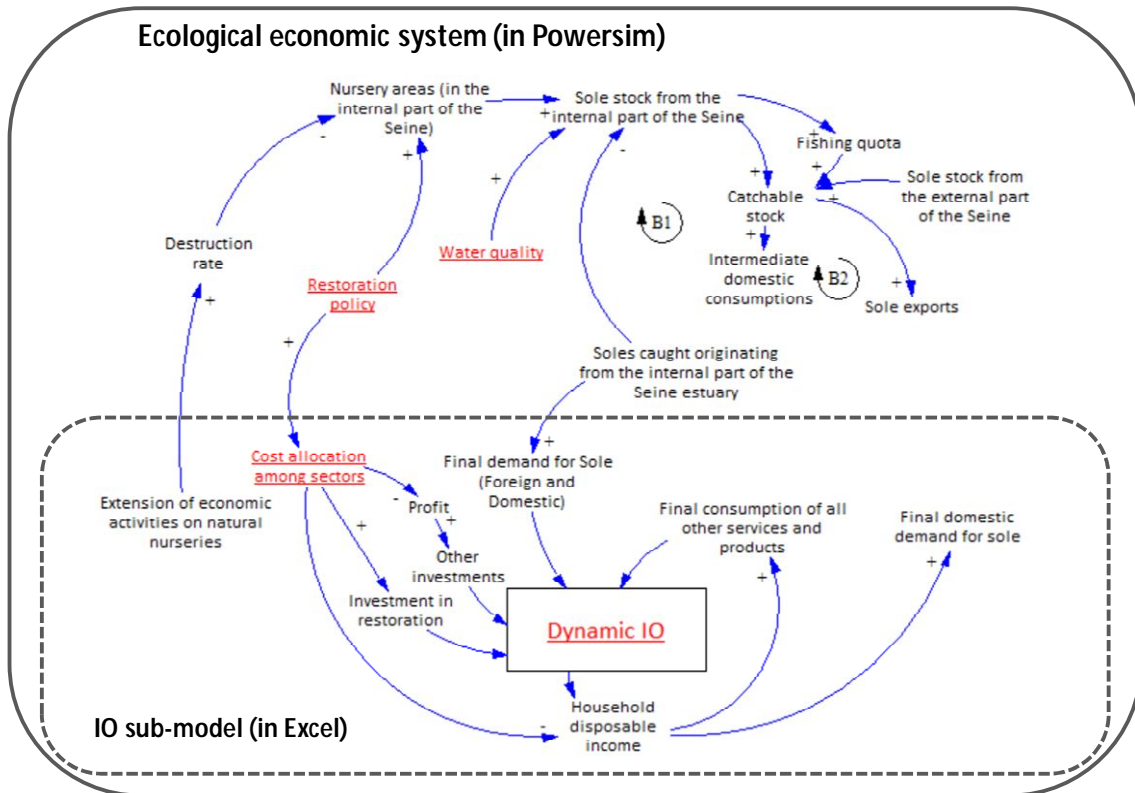 Ecological economic system (in Powersim)
Nursery areas (in the
internal part of the
Seine)
-
+
Sole stock from the
internal part of the Seine
+
+
-
Fishing quota
+
+
Sole stock from
the external part
of the Seine
Catchable
stock
+
+
+
B1
Destruction
rate
+
Water quality
Intermediate
domestic
consumptions
B2
+
Sole exports
Restoration
policy
+
Soles caught originating
from the internal part of the
Seine estuary
+
Cost allocation
among sectors
Final demand for Sole
(Foreign and
Domestic)
Extension of economic
activities on natural
nurseries
-
Profit
+
+
Other
investments
Final consumption of all
other services and
products
+
Final domestic
demand for sole
+
Investment in
restoration
Dynamic IO
-
Household
disposable
income
IO sub-model (in Excel)